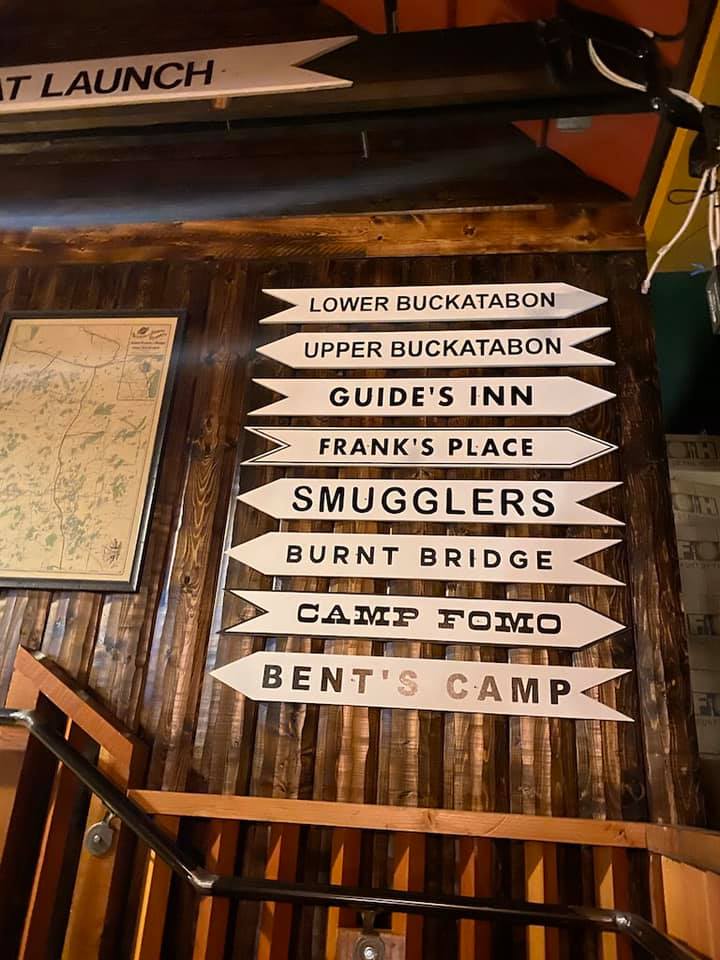 AT LAUNCH
LOWER BUCKATABON
UPPER BUCKATABON
GUIDE'S INN
FRANK'S PLACE
SMUGGLERS
BURNT BRIDGE
CAMP FOMO
BENT'S CAMP